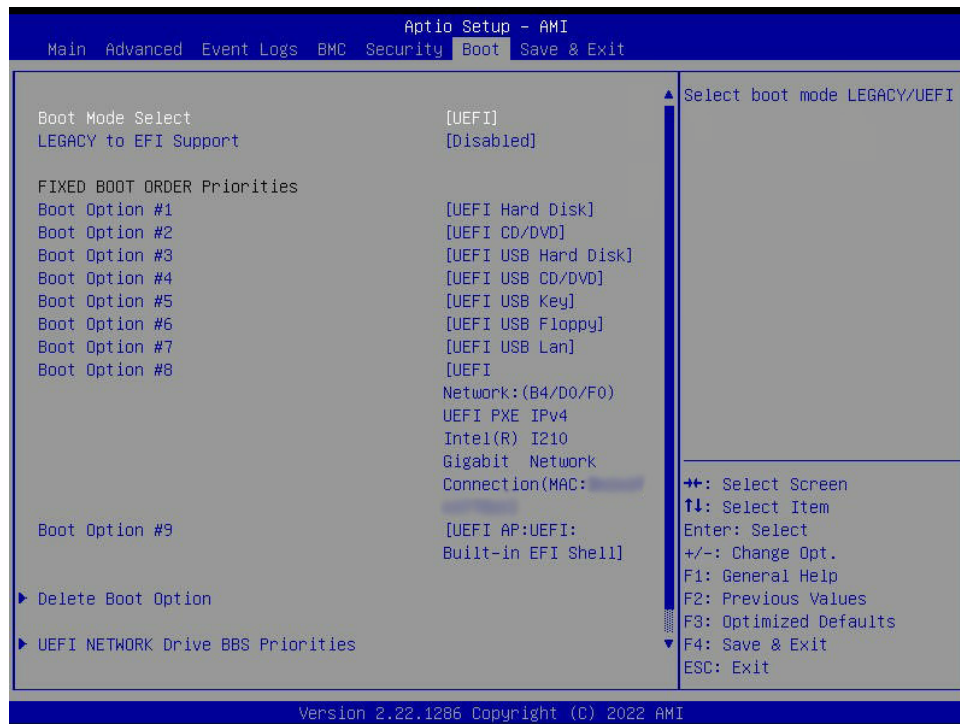 Aptio Setup – AMI
Main Advanced Event Logs BMC Security Boot Save & Exit
Boot Mode Select [UEFI]
LEGACY to EFI Support [Disabled]
FIXED BOOT ORDER Priorities
Boot Option #1 [UEFI Hard Disk]
Boot Option #2 [UEFI CD/DVD]
Boot Option #3 [UEFI USB Hard Disk]
Boot Option #4 [UEFI USB CD/DVD]
Boot Option #5 [UEFI USB Key]
Boot Option #6 [UEFI USB Floppy]
Boot Option #7 [UEFI USB Lan]
Boot Option #8 [UEFI
Network:(B4/D0/F0)
UEFI PXE IPv4
Intel(R) I210
Gigabit Network
Connection(MAC:
Boot Option #9 [UEFI AP:UEFI:
Built-in EFI Shell]
Delete Boot Option
UEFI NETWORK Drive BBS Priorities
Select boot mode LEGACY/UEFI
→←: Select Screen
↑↓: Select Item
Enter: Select
+/-: Change Opt.
F1: General Help
F2: Previous Values
F3: Optimized Defaults
F4: Save & Exit
ESC: Exit
Version 2.22.1286 Copyright (C) 2022 AMI